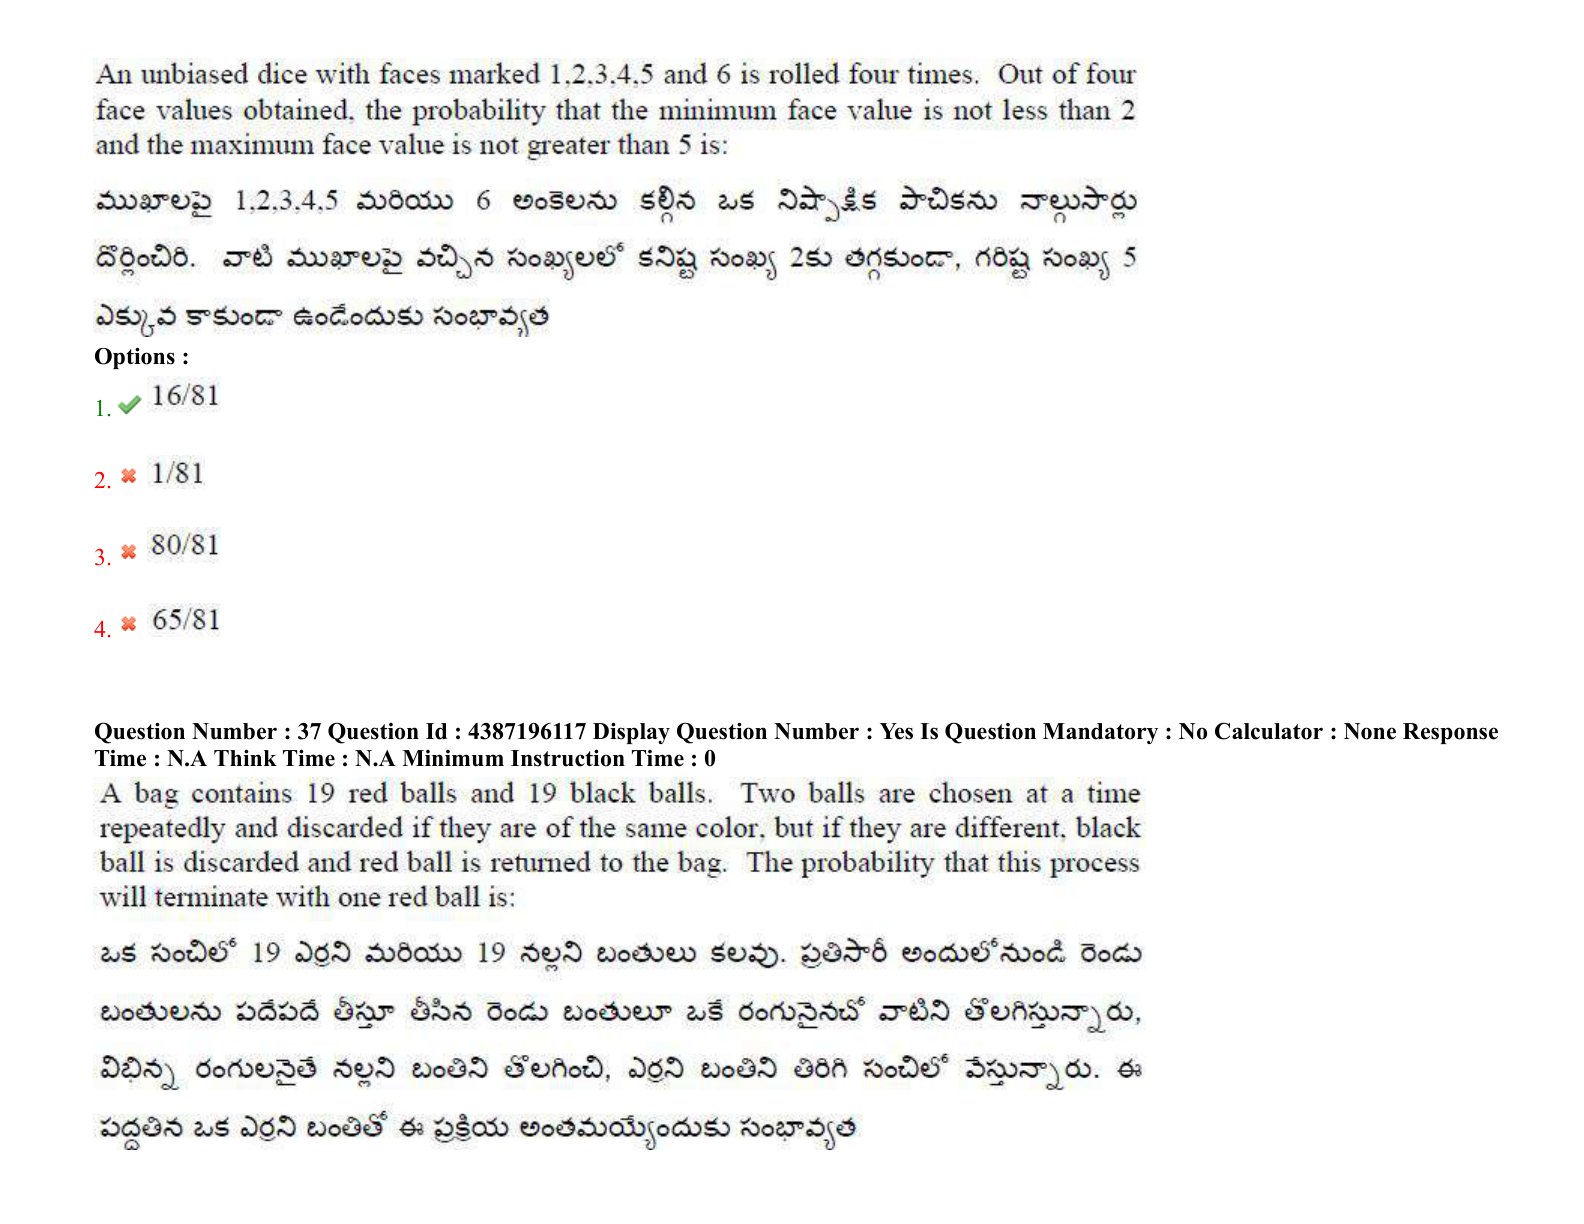 An unbiased dice with faces marked 1,2,3,4,5 and 6 is rolled four times. Out of four
face values obtained, the probability that the minimum face value is not less than 2
and the maximum face value is not greater than 5 is:
ముఖాలపై 1,2,3,4,5 మరియు 6 అంకెలను కల్గిన ఒక నిష్పాక్షిక పాచికను నాల్గుసార్లు
దొర్లించిరి. వాటి ముఖాలపై వచ్చిన సంఖ్యలలో కనిష్ట సంఖ్య 2కు తగ్గకుండా, గరిష్ట సంఖ్య 5
ఎక్కువ కాకుండా ఉండేందుకు సంభావ్యత
Options :
1. 16/81
2. 1/81
3. 80/81
4. 65/81
Question Number : 37 Question Id : 4387196117 Display Question Number : Yes Is Question Mandatory : No Calculator : None Response
Time : N.A Think Time : N.A Minimum Instruction Time : 0
A bag contains 19 red balls and 19 black balls. Two balls are chosen at a time
repeatedly and discarded if they are of the same color, but if they are different, black
ball is discarded and red ball is returned to the bag. The probability that this process
will terminate with one red ball is:
ఒక సంచిలో 19 ఎర్రని మరియు 19 నల్లని బంతులు కలవు. ప్రతిసారీ అందులోనుండి రెండు
బంతులను పదేపదే తీస్తూ తీసిన రెండు బంతులూ ఒకే రంగునైనచో వాటిని తొలగిస్తున్నారు,
విభిన్న రంగులనైతే నల్లని బంతిని తొలగించి, ఎర్రని బంతిని తిరిగి సంచిలో వేస్తున్నారు. ఈ
పద్దతిన ఒక ఎర్రని బంతితో ఈ ప్రక్రియ అంతమయ్యేందుకు సంభావ్యత